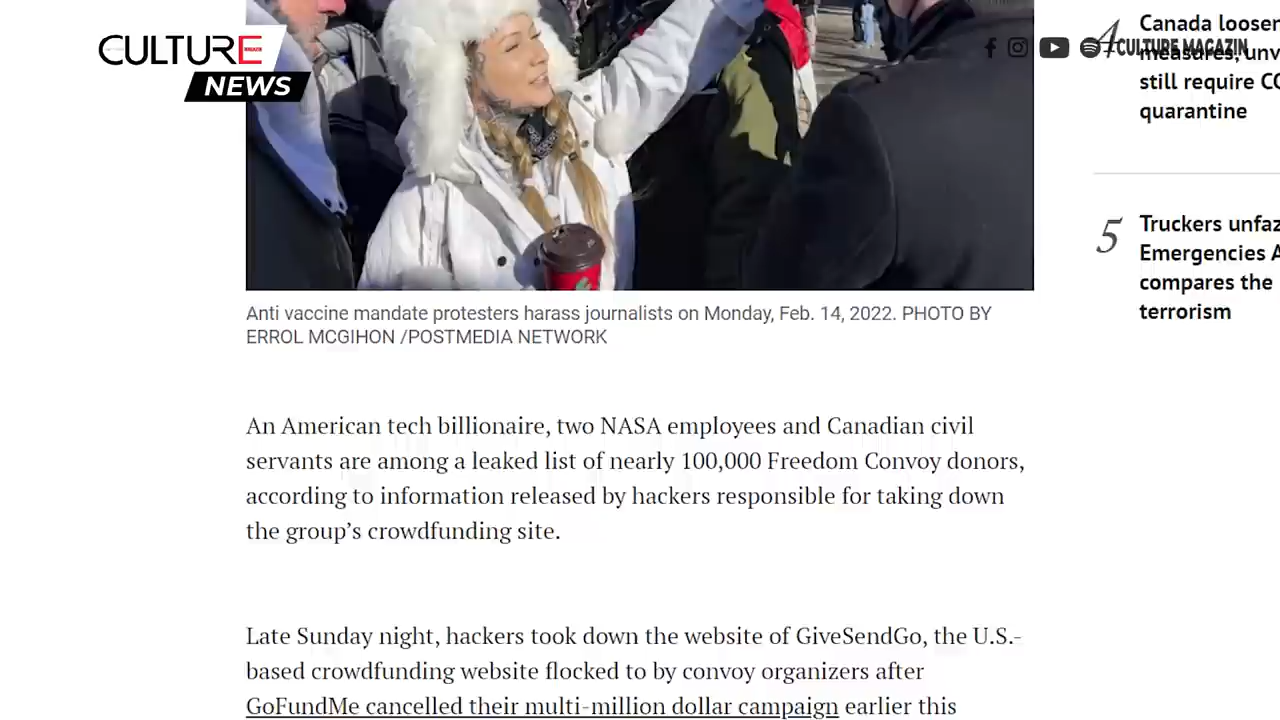 CULTURE
NEWS
#CULTURE MAGAZIN
4
Canada loosen
measures, unv
still require CO
quarantine
5
Truckers unfaz
Emergencies A
compares the
terrorism
Anti vaccine mandate protesters harass journalists on Monday, Feb. 14, 2022. PHOTO BY
ERROL MCGIHON /POSTMEDIA NETWORK
An American tech billionaire, two NASA employees and Canadian civil
servants are among a leaked list of nearly 100,000 Freedom Convoy donors,
according to information released by hackers responsible for taking down
the group’s crowdfunding site.
Late Sunday night, hackers took down the website of GiveSendGo, the U.S.-
based crowdfunding website flocked to by convoy organizers after
GoFundMe cancelled their multi-million dollar campaign earlier this